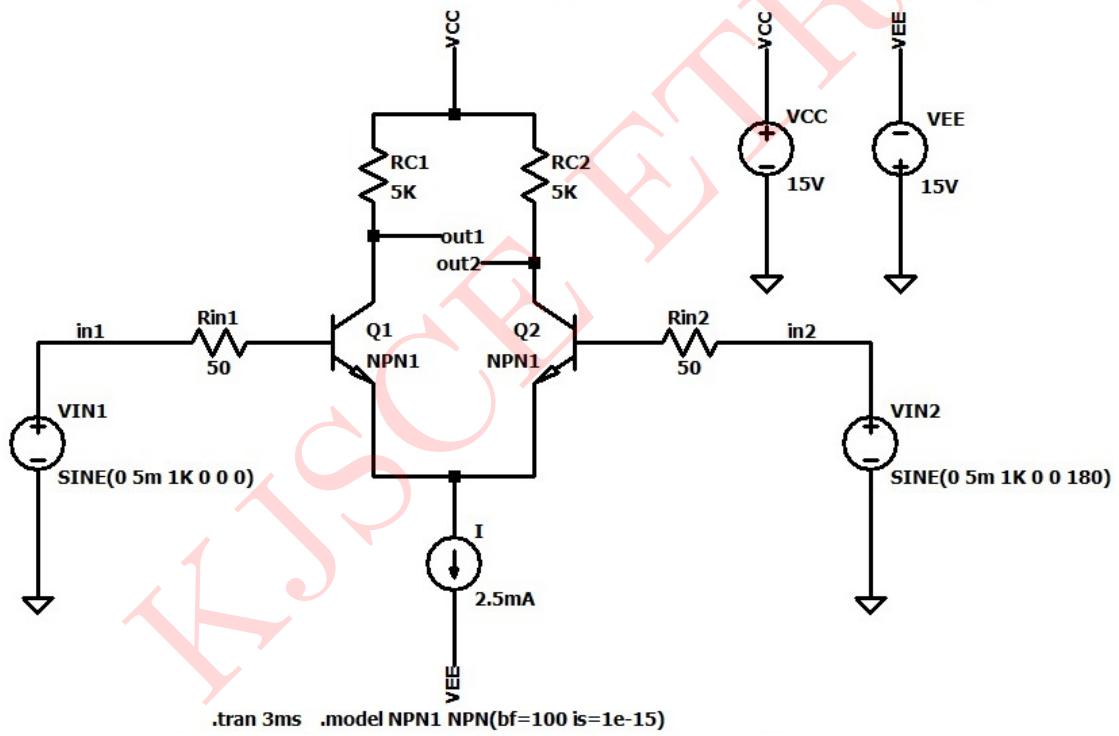 VCC
VCC
VEE
VCC
15V
VEE
15V
RC1
5K
RC2
5K
out1
out2
in1
Rin1
50
Q1
NPN1
Q2
NPN1
Rin2
50
in2
VIN1
SINE(0 5m 1K 0 0 0)
VIN2
SINE(0 5m 1K 0 0 180)
I
2.5mA
VEE
.tran 3ms .model NPN1 NPN(bf=100 is=1e-15)
KJSCE